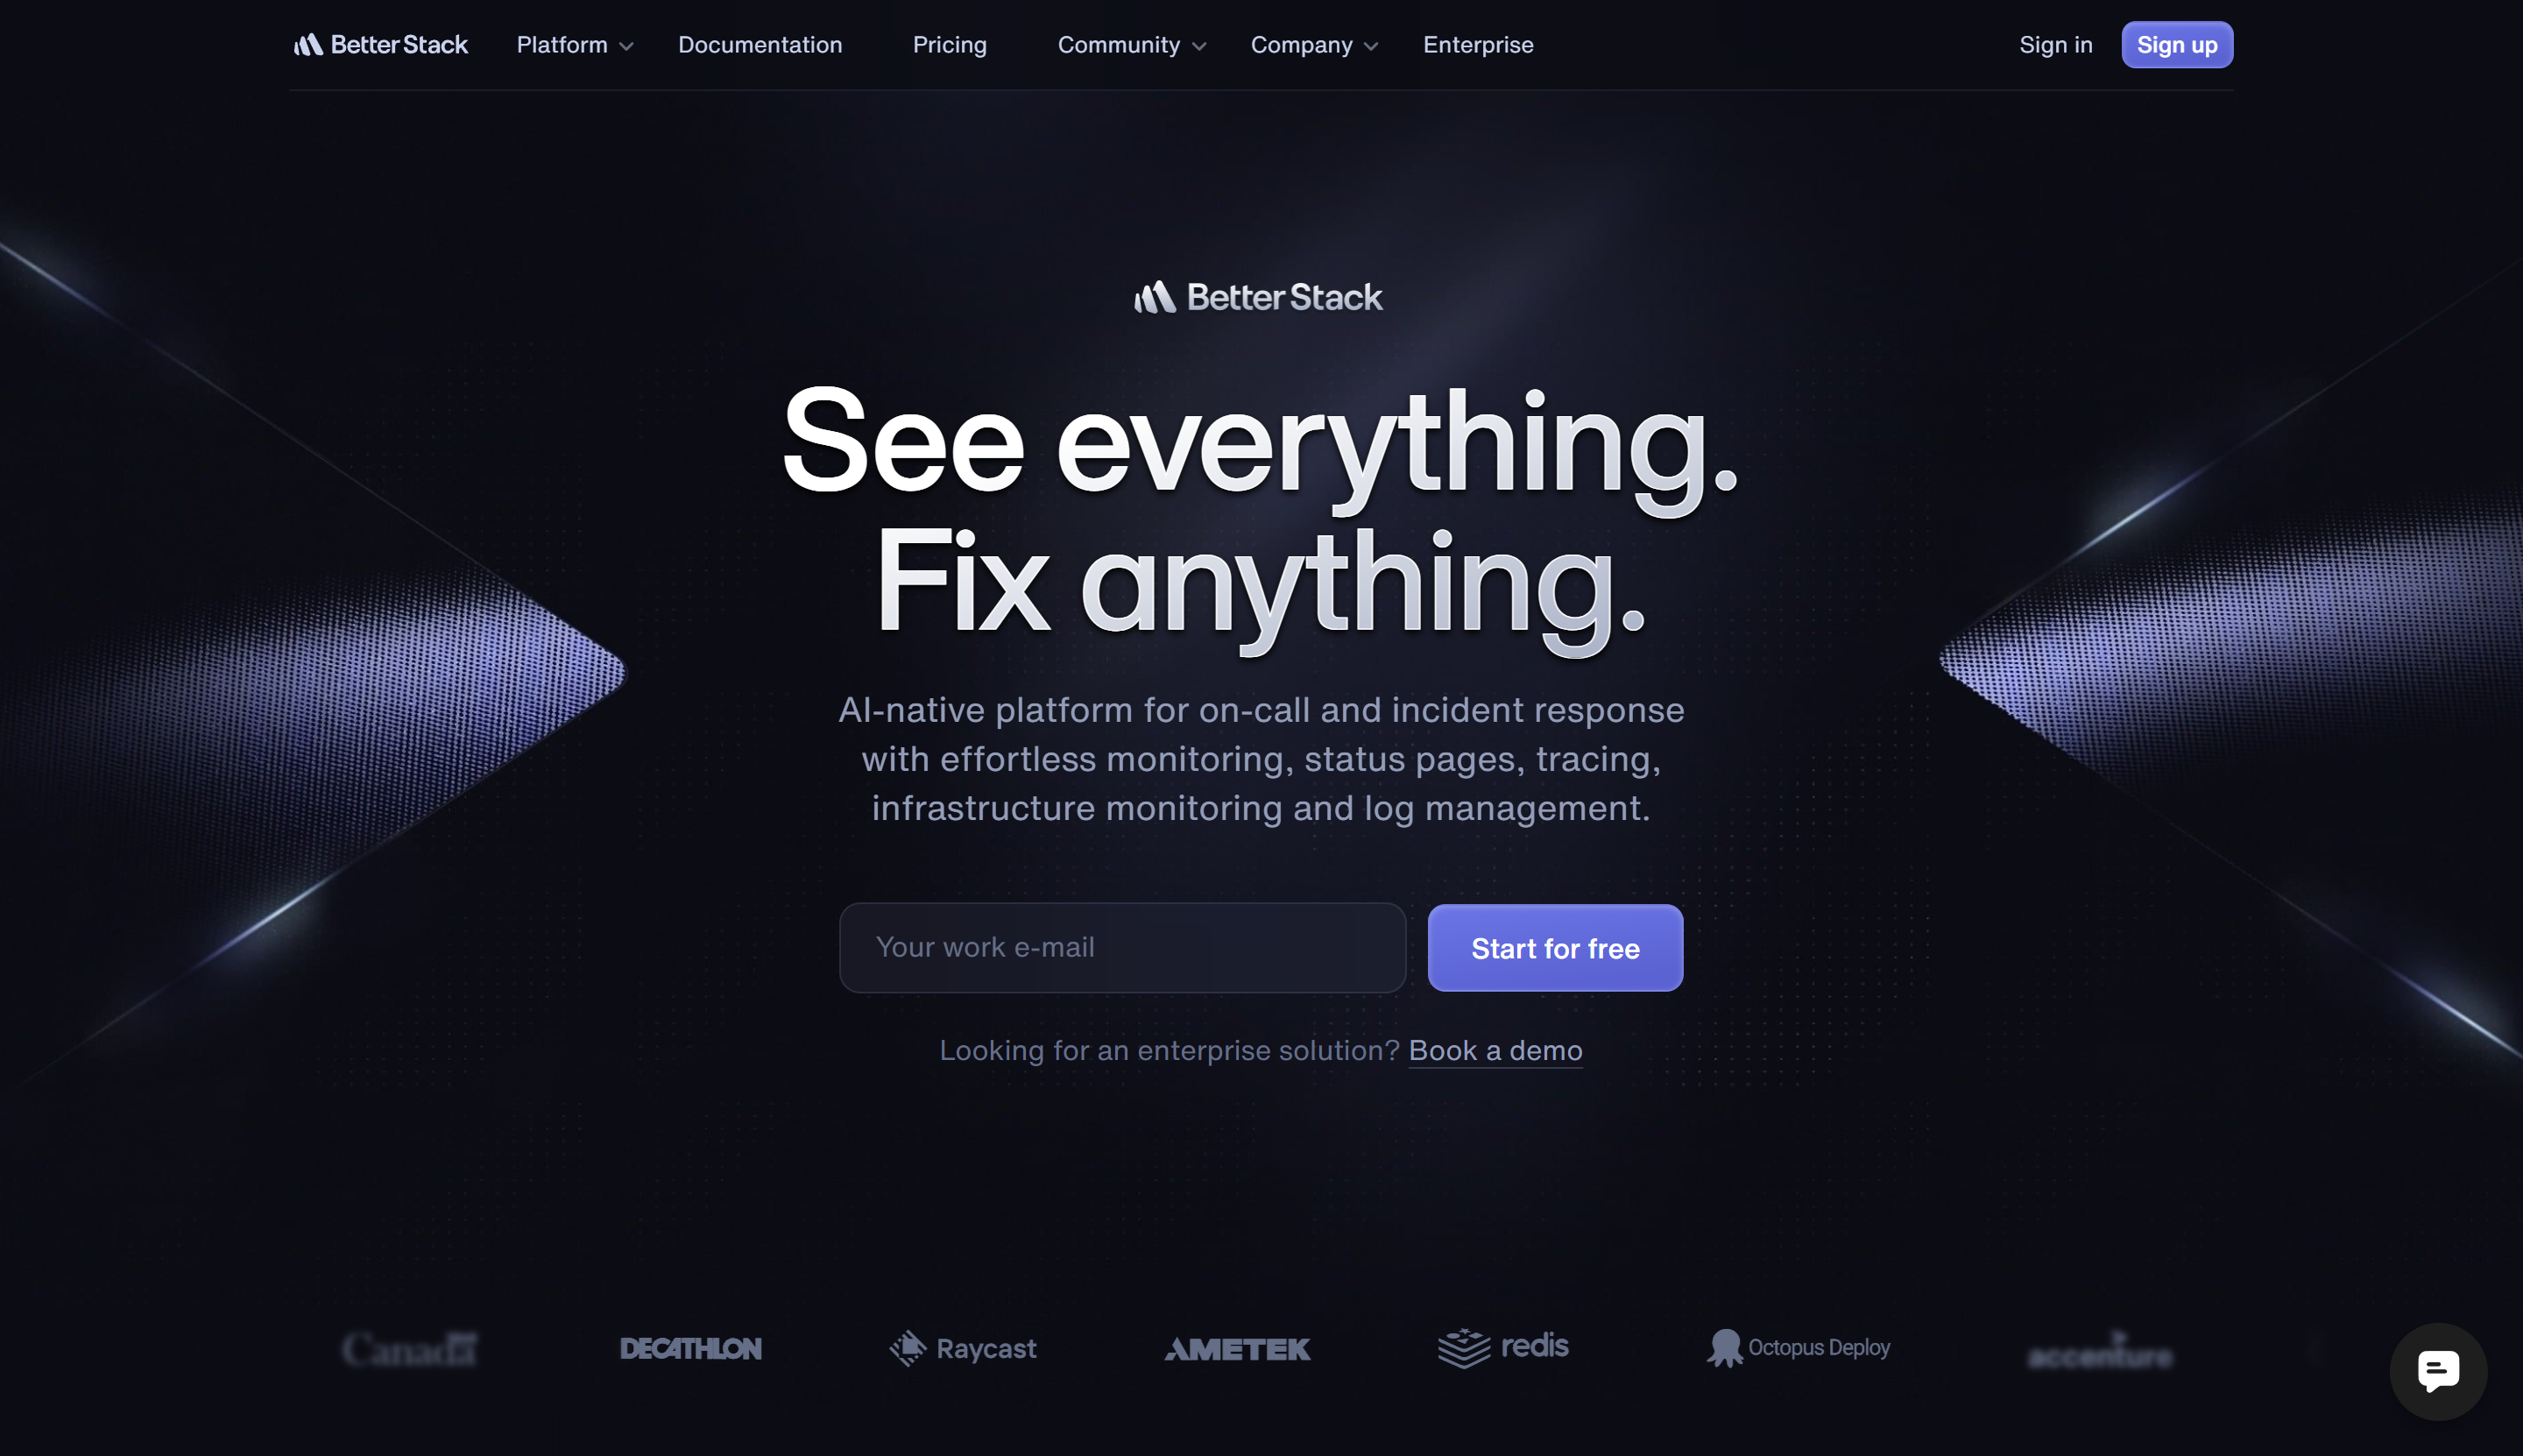 Better Stack
Platform
Documentation
Pricing
Community
Company
Enterprise
Sign in
Sign up
Better Stack
See everything.
Fix anything.
AI-native platform for on-call and incident response
with effortless monitoring, status pages, tracing,
infrastructure monitoring and log management.
Your work e-mail
Start for free
Looking for an enterprise solution? Book a demo
Canada
DECATHLON
Raycast
AMETEK
redis
Octopus Deploy
accenture